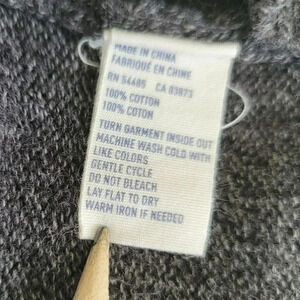 MADE IN CHINA
FABRIQUÉ EN CHINE
RN 54485 CA 03873
100% COTTON
100% COTON
TURN GARMENT INSIDE OUT
MACHINE WASH COLD WITH
LIKE COLORS
GENTLE CYCLE
DO NOT BLEACH
LAY FLAT TO DRY
WARM IRON IF NEEDED